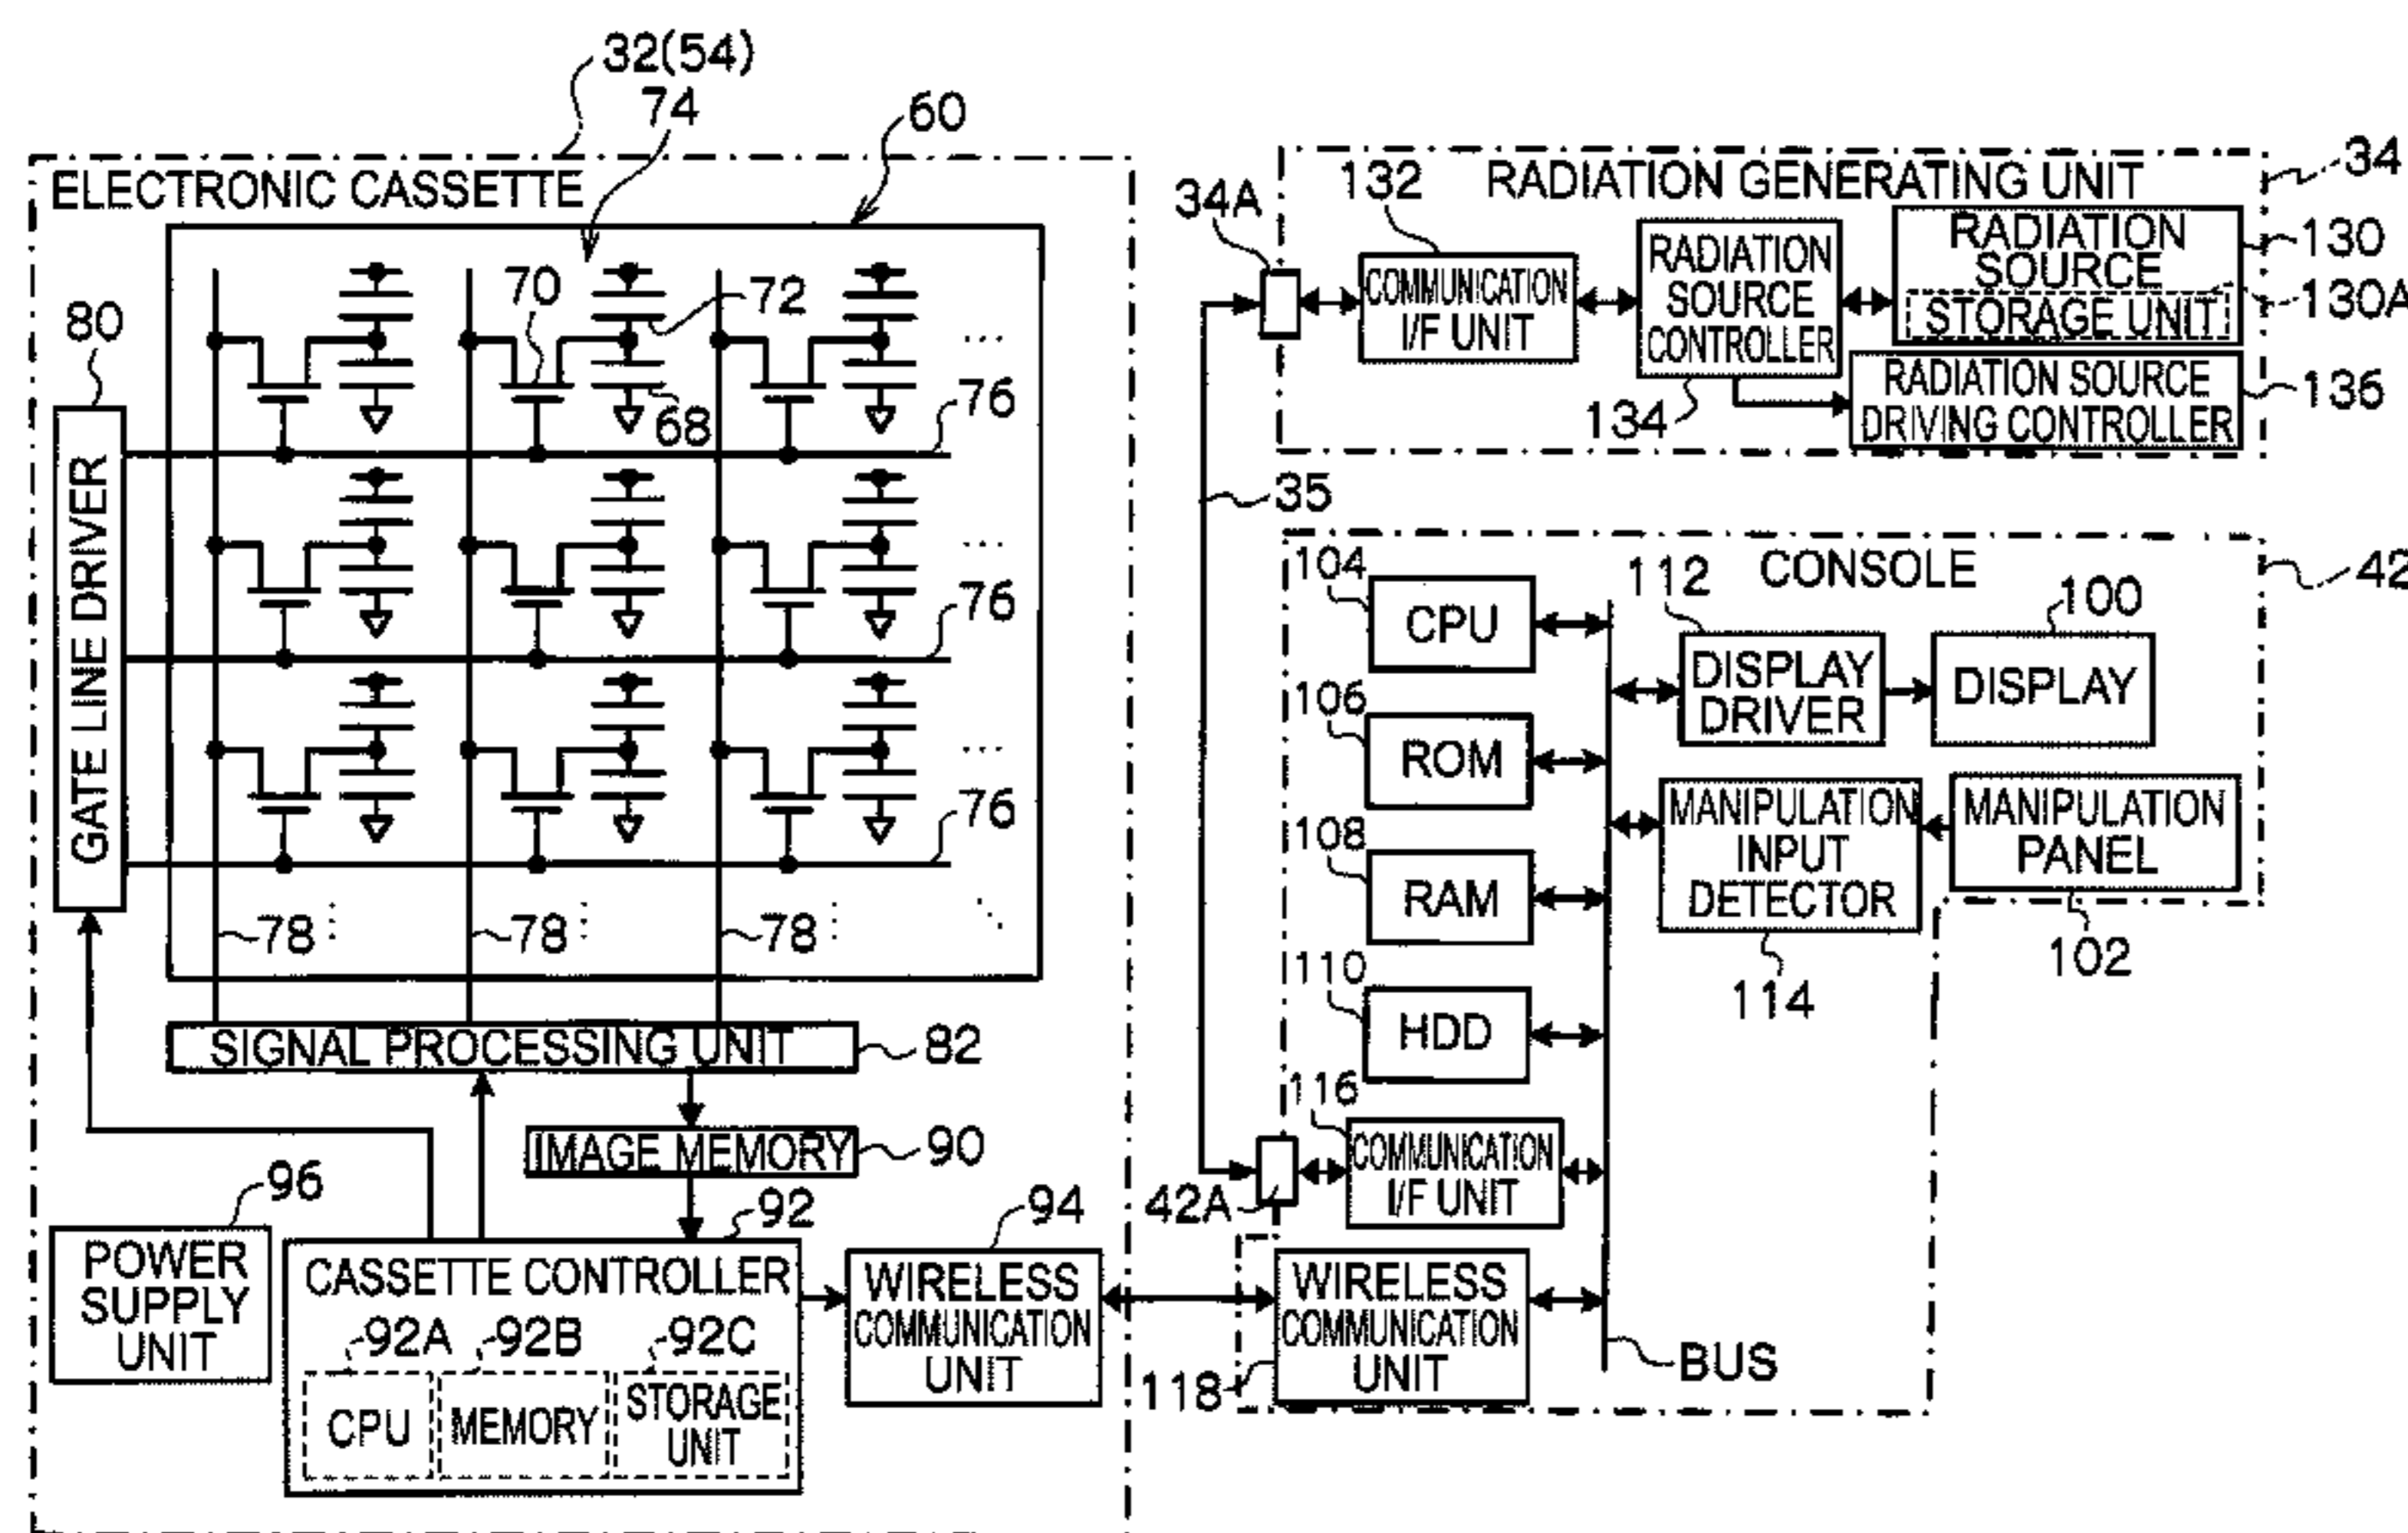 32(54)
74
60
ELECTRONIC CASSETTE
70
72
68
80
GATE LINE DRIVER
76
76
76
...
...
...
78
78
78
SIGNAL PROCESSING UNIT
82
IMAGE MEMORY
90
96
POWER
SUPPLY
UNIT
92
CASSETTE CONTROLLER
92A
92B
92C
CPU
MEMORY
STORAGE
UNIT
94
WIRELESS
COMMUNICATION
UNIT
34
RADIATION GENERATING UNIT
34A
132
COMMUNICATION
I/F UNIT
RADIATION
SOURCE
CONTROLLER
134
RADIATION
SOURCE
130
STORAGE UNIT
130A
RADIATION SOURCE
DRIVING CONTROLLER
136
35
CONSOLE
42
104
CPU
106
ROM
108
RAM
110
HDD
112
DISPLAY
DRIVER
100
DISPLAY
MANIPULATION
INPUT
DETECTOR
114
MANIPULATION
PANEL
102
116
COMMUNICATION
I/F UNIT
42A
WIRELESS
COMMUNICATION
UNIT
118
BUS